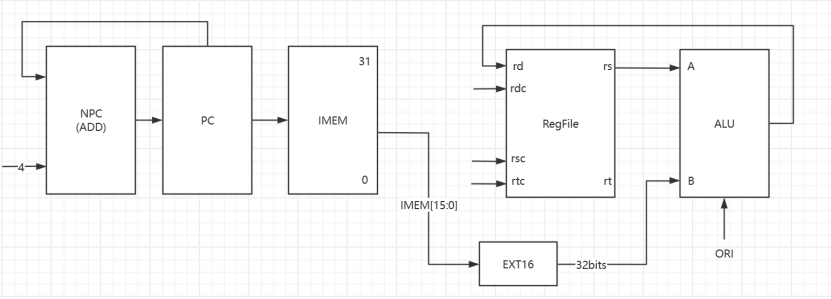 NPC
(ADD)
4
PC
31
IMEM
0
IMEM[15:0]
EXT16
32bits
rd
rdc
rs
RegFile
rsc
rtc
rt
A
ALU
B
ORI